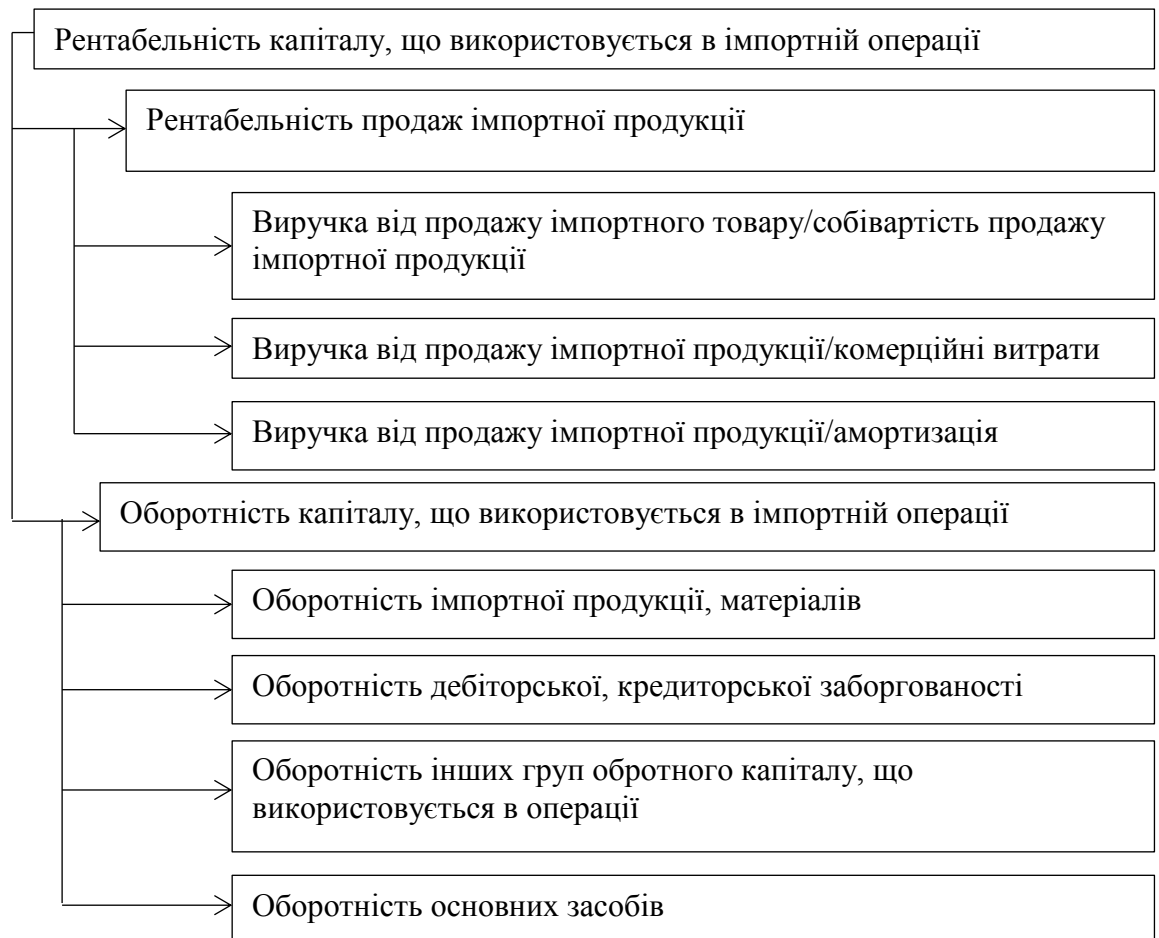 Рентабельність капіталу, що використовується в імпортній операції
Рентабельність продаж імпортної продукції
Виручка від продажу імпортного товару/собівартість продажу
імпортної продукції
Виручка від продажу імпортної продукції/комерційні витрати
Виручка від продажу імпортної продукції/амортизація
Оборотність капіталу, що використовується в імпортній операції
Оборотність імпортної продукції, матеріалів
Оборотність дебіторської, кредиторської заборгованості
Оборотність інших груп обротного капіталу, що
використовується в операції
Оборотність основних засобів